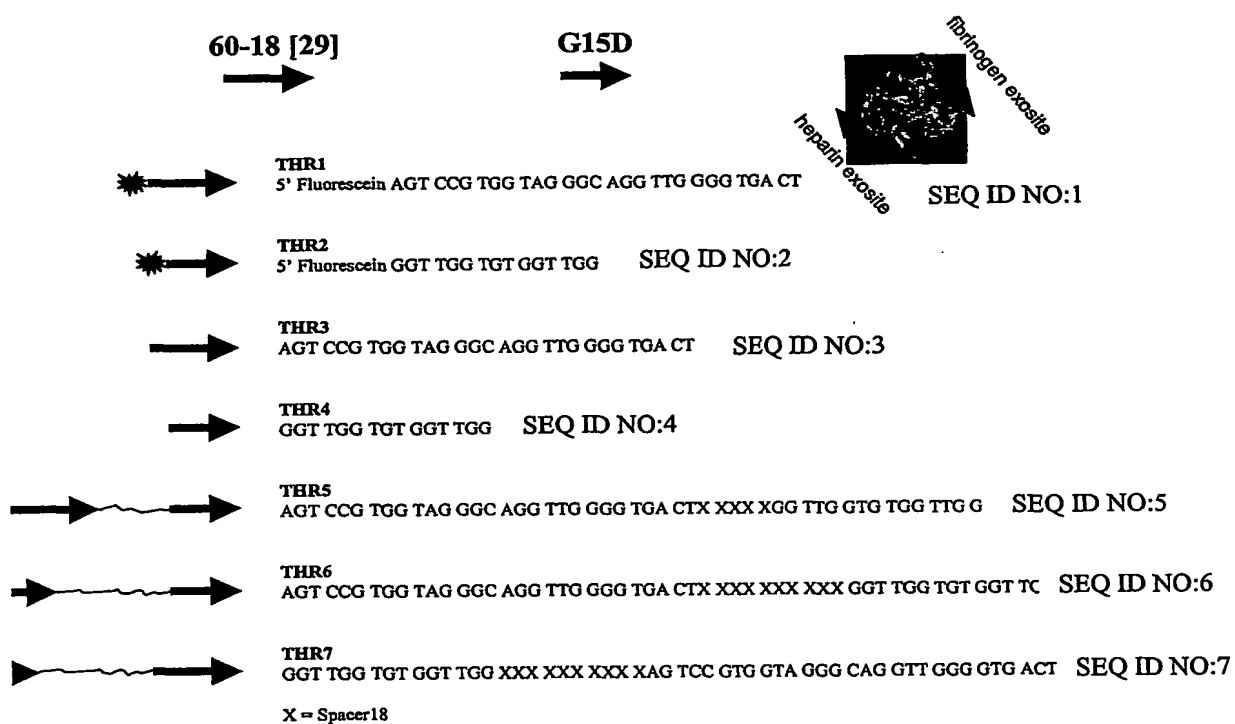 60-18 [29]
G15D
fibrinogen exosite
heparin exosite
THR1
5' Fluorescein AGT CCG TGG TAG GGC AGG TTG GGG TGA CT
SEQ ID NO:1
THR2
5' Fluorescein GGT TGG TGT GGT TGG
SEQ ID NO:2
THR3
AGT CCG TGG TAG GGC AGG TTG GGG TGA CT
SEQ ID NO:3
THR4
GGT TGG TGT GGT TGG
SEQ ID NO:4
THR5
AGT CCG TGG TAG GGC AGG TTG GGG TGA CTX XXX XGG TTG GTG TGG TTG G
SEQ ID NO:5
THR6
AGT CCG TGG TAG GGC AGG TTG GGG TGA CTX XXX XXX XXX GGT TGG TGT GGT
SEQ ID NO:6
THR7
GGT TGG TGT GGT TGG XXX XXX XXX XAG TCC GTG GTA GGG CAG GTT GGG GTG ACT
SEQ ID NO:7
X = Spacer18